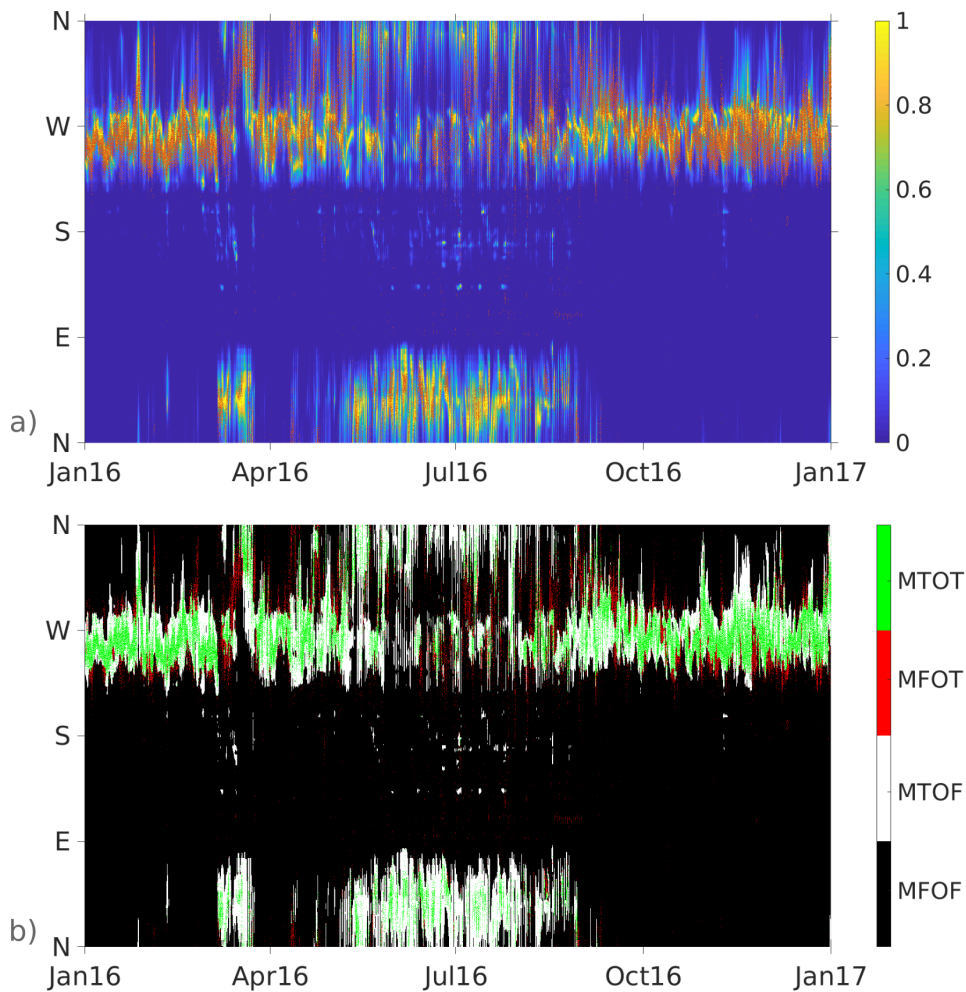 N
W
S
E
N
a)
Jan16 Apr16 Jul16 Oct16 Jan17
1
0.8
0.6
0.4
0.2
0
N
W
S
E
N
b)
Jan16 Apr16 Jul16 Oct16 Jan17
MTOT
MFOT
MTOF
MFOF